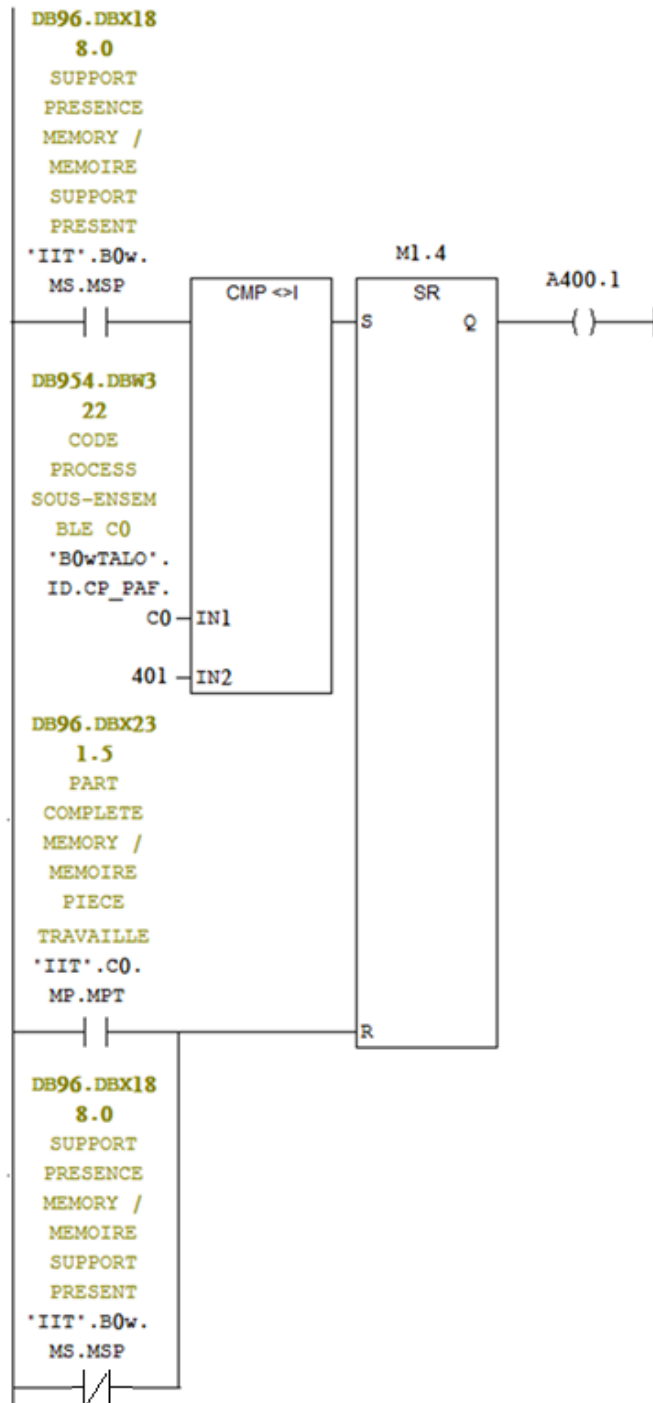 DB96.DBX18
8.0
SUPPORT
PRESENCE
MEMORY /
MEMOIRE
SUPPORT
PRESENT
"IIT".B0w.
MS.MSP
CMP <>I
M1.4
SR
S
Q
A400.1
DB954.DBW3
22
CODE
PROCESS
SOUS-ENSEM
BLE C0
"B0wTALO".
ID.CP_PAF.
C0
IN1
401
IN2
DB96.DBX23
1.5
PART
COMPLETE
MEMORY /
MEMOIRE
PIECE
TRAVAILLE
"IIT".C0.
MP.MPT
R
DB96.DBX18
8.0
SUPPORT
PRESENCE
MEMORY /
MEMOIRE
SUPPORT
PRESENT
"IIT".B0w.
MS.MSP